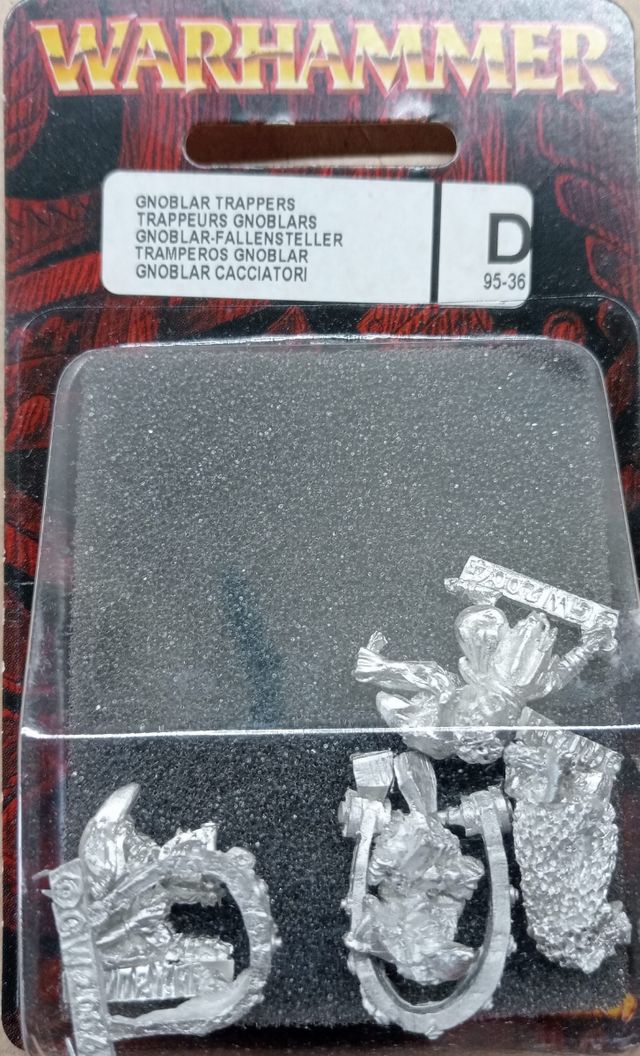 WARHAMMER
GNOBLAR TRAPPERS
TRAPPEURS GNOBLARS
GNOBLAR-FALLENSTELLER
TRAMPEROS GNOBLAR
GNOBLAR CACCIATORI
D
95-36